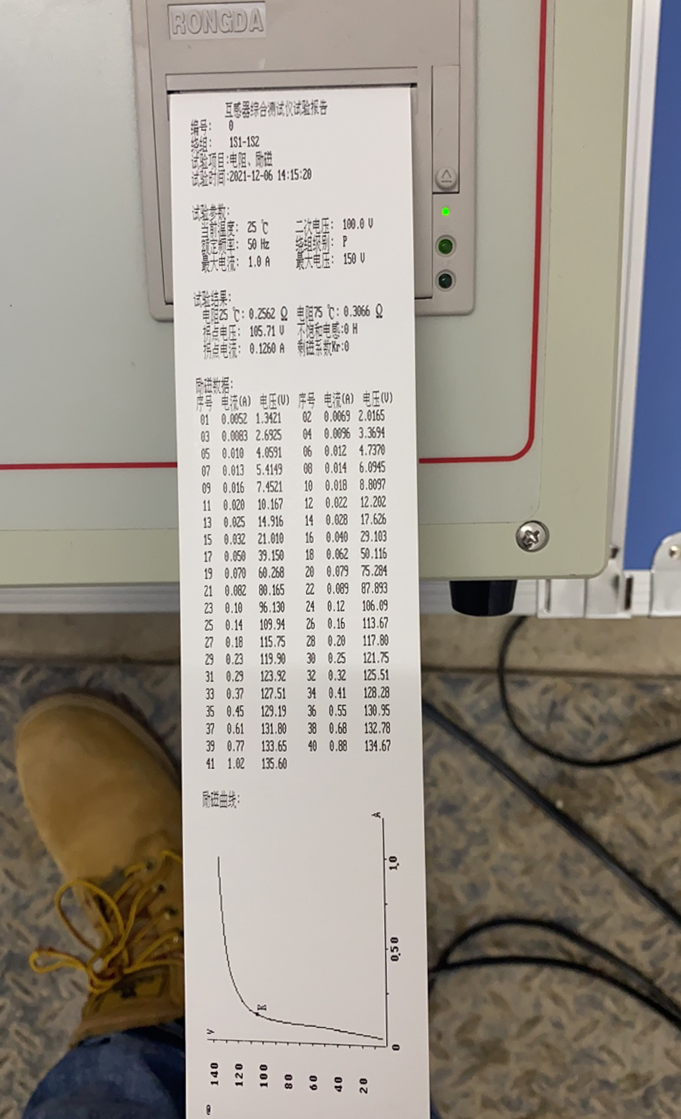 RONGDA
互感器综合测试仪试验报告
编号: 0
绕组: 1S1-1S2
试验项目:电阻、励磁
试验时间:2021-12-06 14:15:20
试验参数:
当前温度: 25 ℃ 二次电压: 100.0 V
额定频率: 50 Hz 绕组级别: P
最大电流: 1.0 A 最大电压: 150 V
试验结果:
电阻25 ℃: 0.2562 Ω 电阻75 ℃: 0.3066 Ω
拐点电压: 105.71 V 不饱和电感:0 H
拐点电流: 0.1260 A 剩磁系数Kr:0
励磁数据:
序号 电流(A) 电压(V) 序号 电流(A) 电压(V)
01 0.0052 1.3421 02 0.0069 2.0165
03 0.0083 2.6925 04 0.0096 3.3694
05 0.010 4.0591 06 0.012 4.7370
07 0.013 5.4149 08 0.014 6.0945
09 0.016 7.4521 10 0.018 8.8097
11 0.020 10.167 12 0.022 12.202
13 0.025 14.916 14 0.028 17.626
15 0.032 21.010 16 0.040 29.103
17 0.050 39.150 18 0.062 50.116
19 0.070 60.268 20 0.079 75.284
21 0.082 80.165 22 0.089 87.893
23 0.10 96.130 24 0.12 106.09
25 0.14 109.94 26 0.16 113.67
27 0.18 115.75 28 0.20 117.80
29 0.23 119.90 30 0.25 121.75
31 0.29 123.92 32 0.32 125.51
33 0.37 127.51 34 0.41 128.28
35 0.45 129.19 36 0.55 130.95
37 0.61 131.80 38 0.68 132.78
39 0.77 133.65 40 0.88 134.67
41 1.02 135.60
励磁曲线:
A
1.0
0.50
K
V
0
140 120 100 80 60 40 20